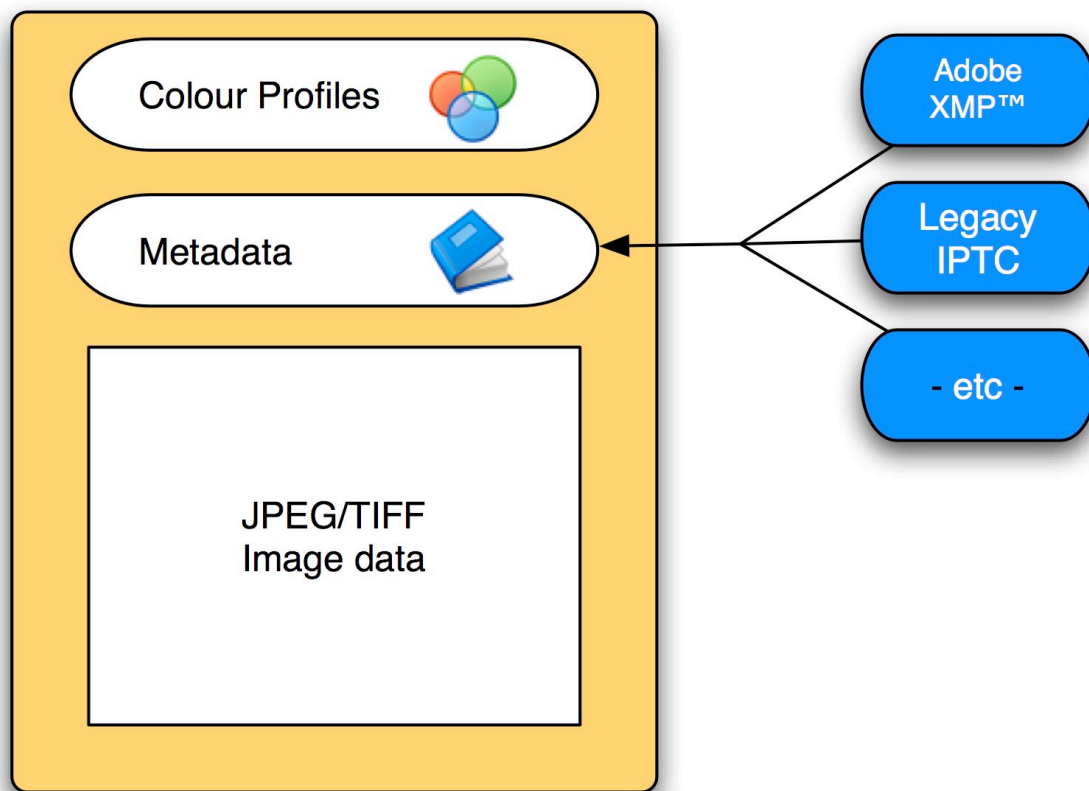 Colour Profiles
Metadata
JPEG/TIFF
Image data
Adobe
XMP™
Legacy
IPTC
- etc -